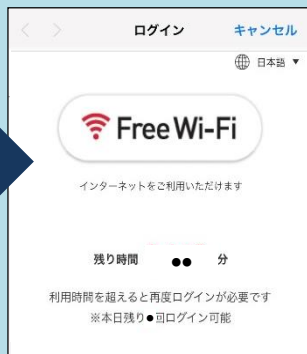 ログイン キャンセル
日本語 ▼
Free Wi-Fi
インターネットをご利用いただけます
残り時間 ●● 分
利用時間を超えると再度ログインが必要です
※本日残り●回ログイン可能